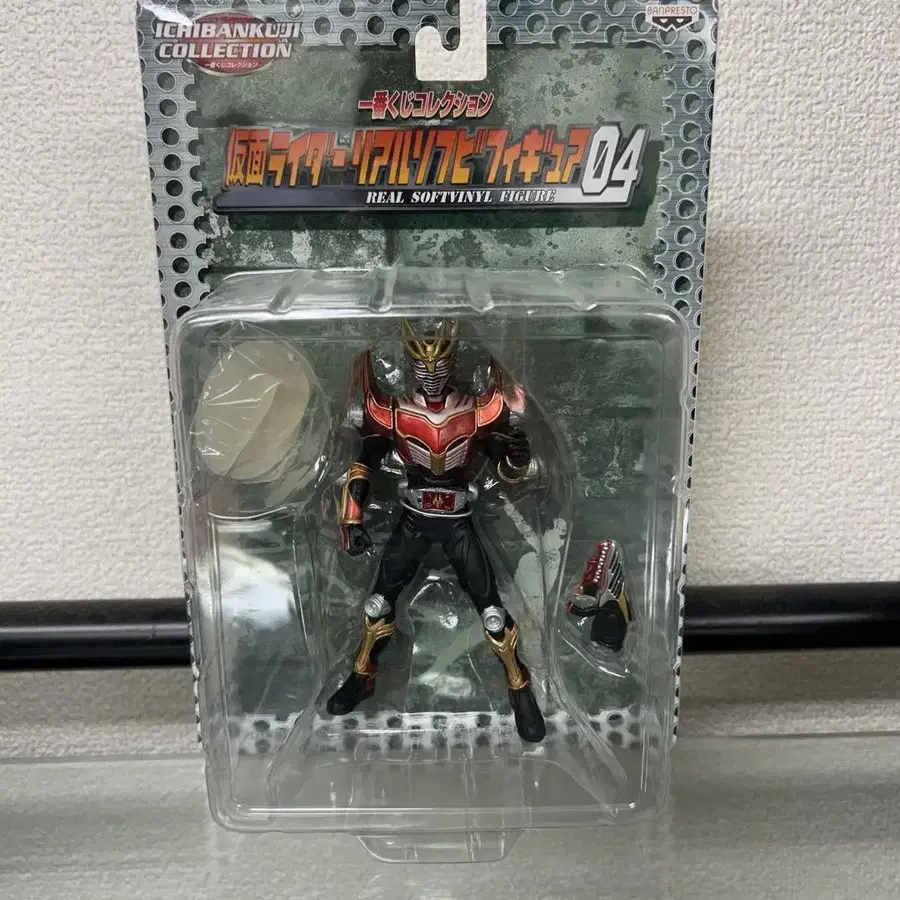 ICHIBANKUJI
COLLECTION
一番くじコレクション
BANPRESTO
一番くじコレクション
仮面ライダーリアルソフビフィギュア04
REAL SOFTVINYL FIGURE